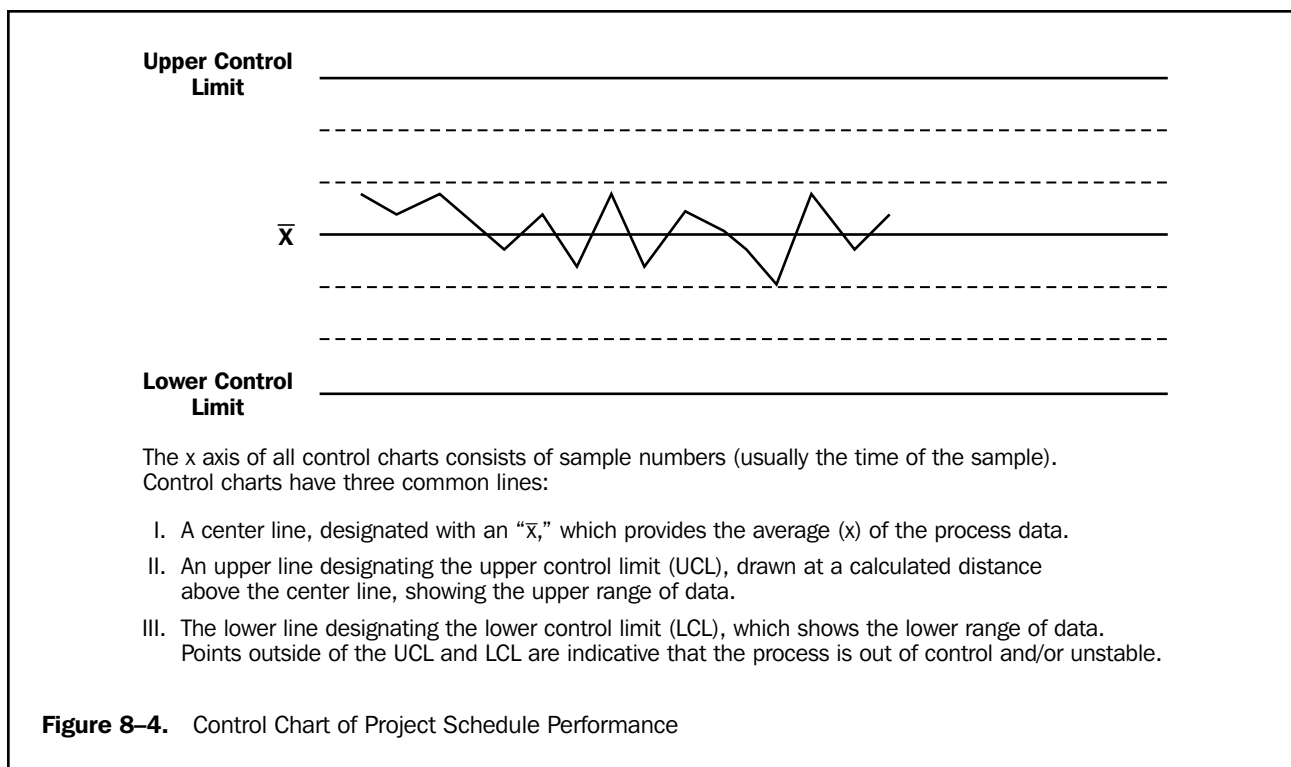 Upper Control
Limit
X̅
Lower Control
Limit
The x axis of all control charts consists of sample numbers (usually the time of the sample).
Control charts have three common lines:
I. A center line, designated with an “x̅,” which provides the average (x) of the process data.
II. An upper line designating the upper control limit (UCL), drawn at a calculated distance
above the center line, showing the upper range of data.
III. The lower line designating the lower control limit (LCL), which shows the lower range of data.
Points outside of the UCL and LCL are indicative that the process is out of control and/or unstable.
Figure 8–4. Control Chart of Project Schedule Performance